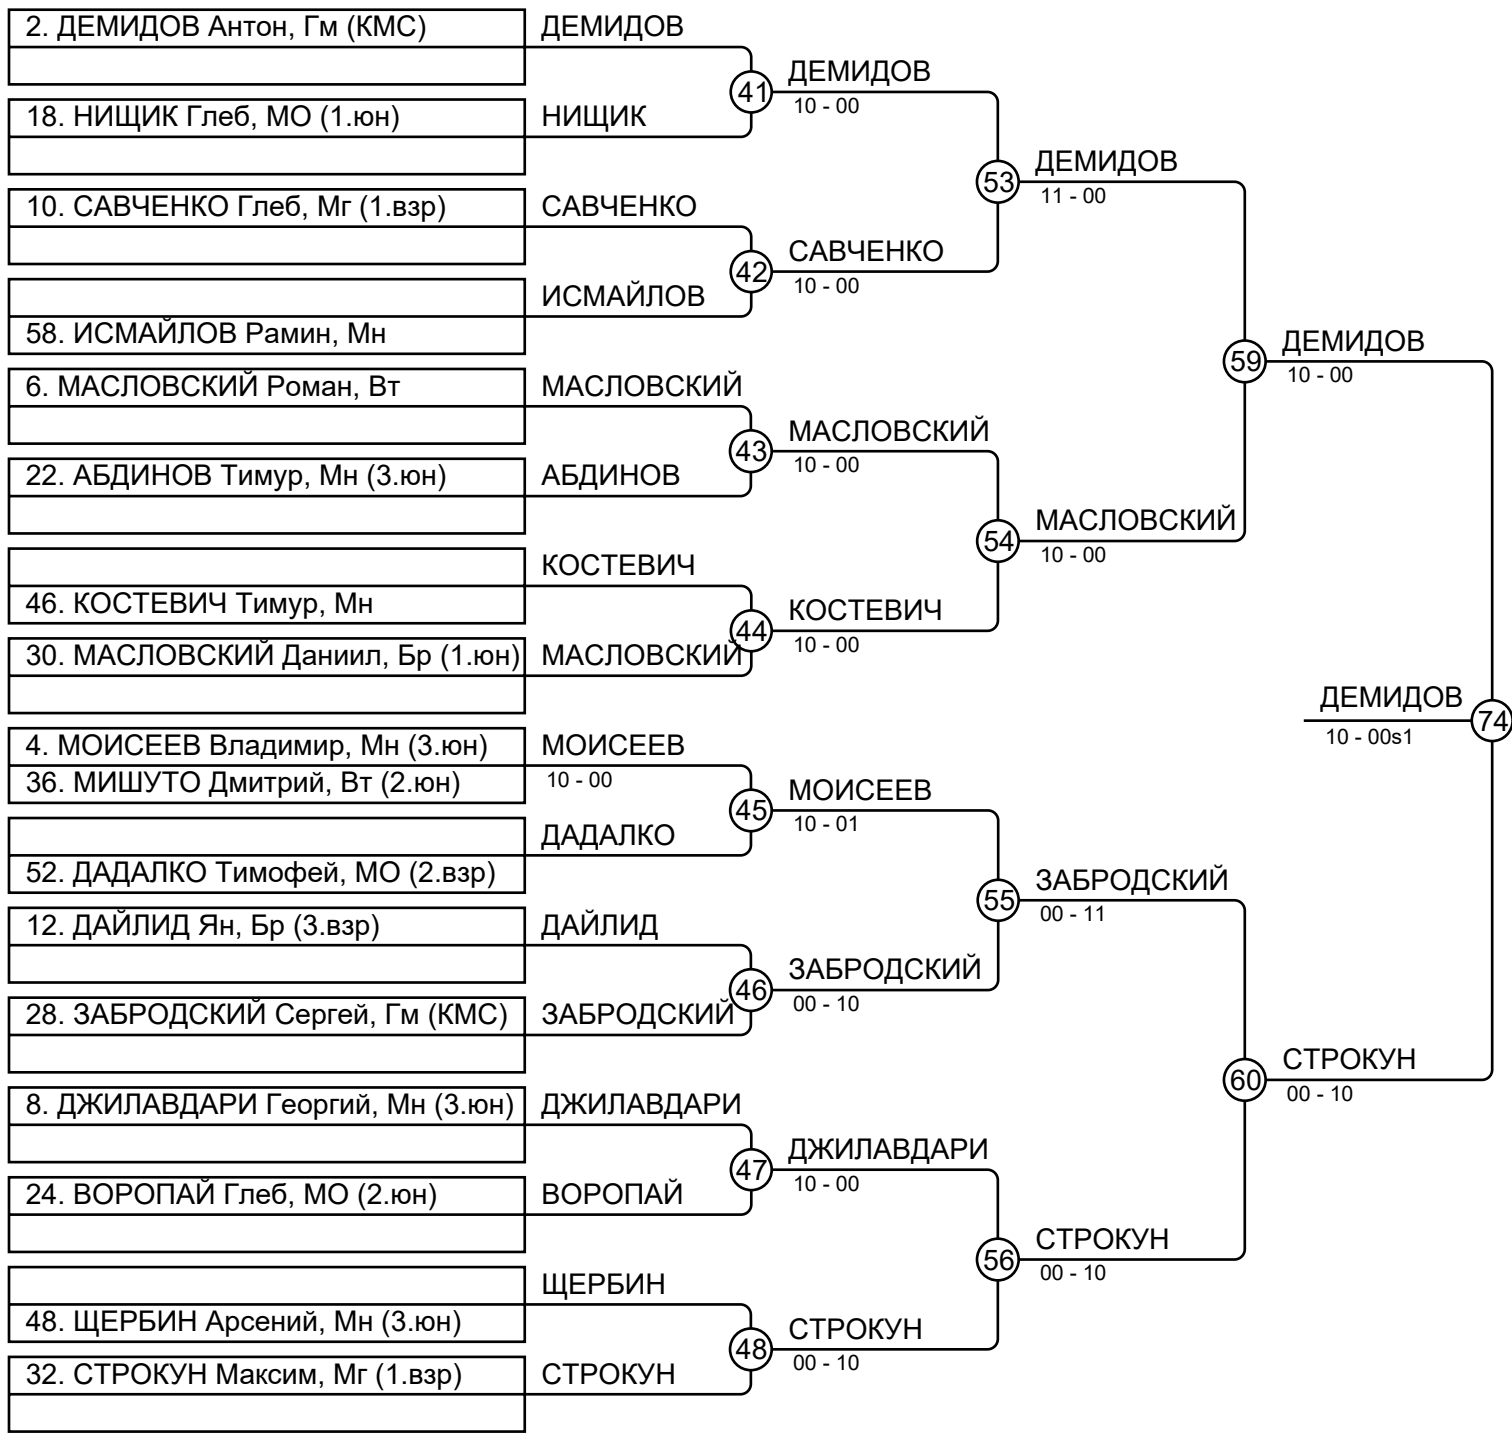 2. ДЕМИДОВ Антон, Гм (КМС)
ДЕМИДОВ
41
ДЕМИДОВ
10 - 00
18. НИЩИК Глеб, МО (1.юн)
НИЩИК
53
ДЕМИДОВ
11 - 00
10. САВЧЕНКО Глеб, Мг (1.взр)
САВЧЕНКО
42
САВЧЕНКО
10 - 00
ИСМАЙЛОВ
58. ИСМАЙЛОВ Рамин, Мн
59
ДЕМИДОВ
10 - 00
6. МАСЛОВСКИЙ Роман, Вт
МАСЛОВСКИЙ
43
МАСЛОВСКИЙ
10 - 00
22. АБДИНОВ Тимур, Мн (3.юн)
АБДИНОВ
54
МАСЛОВСКИЙ
10 - 00
КОСТЕВИЧ
46. КОСТЕВИЧ Тимур, Мн
44
КОСТЕВИЧ
10 - 00
30. МАСЛОВСКИЙ Даниил, Бр (1.юн)
МАСЛОВСКИЙ
ДЕМИДОВ
74
10 - 00s1
4. МОИСЕЕВ Владимир, Мн (3.юн)
МОИСЕЕВ
36. МИШУТО Дмитрий, Вт (2.юн)
10 - 00
45
МОИСЕЕВ
10 - 01
ДАДАЛКО
52. ДАДАЛКО Тимофей, МО (2.взр)
55
ЗАБРОДСКИЙ
00 - 11
12. ДАЙЛИД Ян, Бр (3.взр)
ДАЙЛИД
46
ЗАБРОДСКИЙ
00 - 10
28. ЗАБРОДСКИЙ Сергей, Гм (КМС)
ЗАБРОДСКИЙ
60
СТРОКУН
00 - 10
8. ДЖИЛАВДАРИ Георгий, Мн (3.юн)
ДЖИЛАВДАРИ
47
ДЖИЛАВДАРИ
10 - 00
24. ВОРОПАЙ Глеб, МО (2.юн)
ВОРОПАЙ
56
СТРОКУН
00 - 10
ЩЕРБИН
48. ЩЕРБИН Арсений, Мн (3.юн)
48
СТРОКУН
00 - 10
32. СТРОКУН Максим, Мг (1.взр)
СТРОКУН